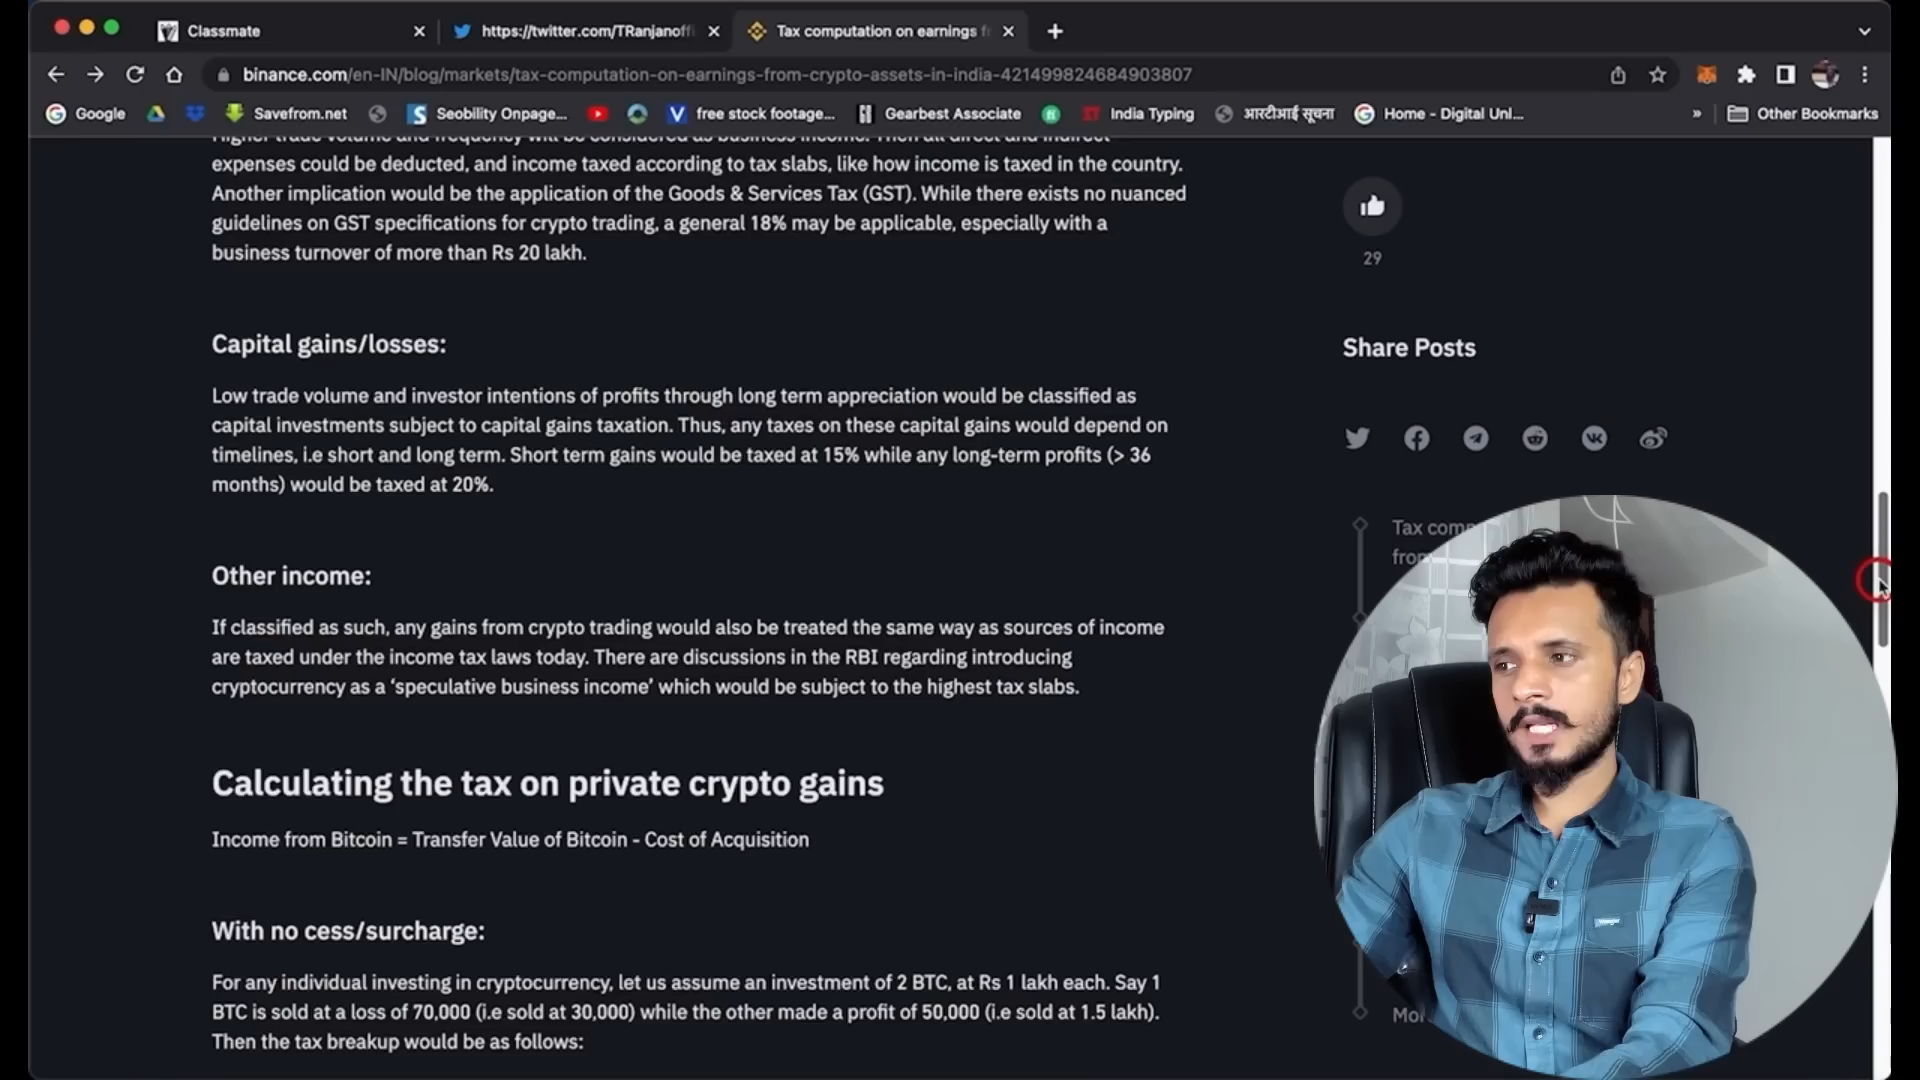 Classmate
https://twitter.com/TRanjanoffi
Tax computation on earnings fr
binance.com/en-IN/blog/markets/tax-computation-on-earnings-from-crypto-assets-in-india-421499824684903807
Google
Savefrom.net
Seobility Onpage...
free stock footage...
Gearbest Associate
India Typing
आरटीआई सूचना
Home - Digital Unl...
»
Other Bookmarks
Higher trade volume and frequency will be considered as business income. Then all direct and indirect
expenses could be deducted, and income taxed according to tax slabs, like how income is taxed in the country.
Another implication would be the application of the Goods & Services Tax (GST). While there exists no nuanced
guidelines on GST specifications for crypto trading, a general 18% may be applicable, especially with a
business turnover of more than Rs 20 lakh.
29
Capital gains/losses:
Share Posts
Low trade volume and investor intentions of profits through long term appreciation would be classified as
capital investments subject to capital gains taxation. Thus, any taxes on these capital gains would depend on
timelines, i.e short and long term. Short term gains would be taxed at 15% while any long-term profits (> 36
months) would be taxed at 20%.
Tax com
from
Other income:
If classified as such, any gains from crypto trading would also be treated the same way as sources of income
are taxed under the income tax laws today. There are discussions in the RBI regarding introducing
cryptocurrency as a ‘speculative business income’ which would be subject to the highest tax slabs.
Calculating the tax on private crypto gains
Income from Bitcoin = Transfer Value of Bitcoin - Cost of Acquisition
With no cess/surcharge:
For any individual investing in cryptocurrency, let us assume an investment of 2 BTC, at Rs 1 lakh each. Say 1
BTC is sold at a loss of 70,000 (i.e sold at 30,000) while the other made a profit of 50,000 (i.e sold at 1.5 lakh).
Then the tax breakup would be as follows:
Mor